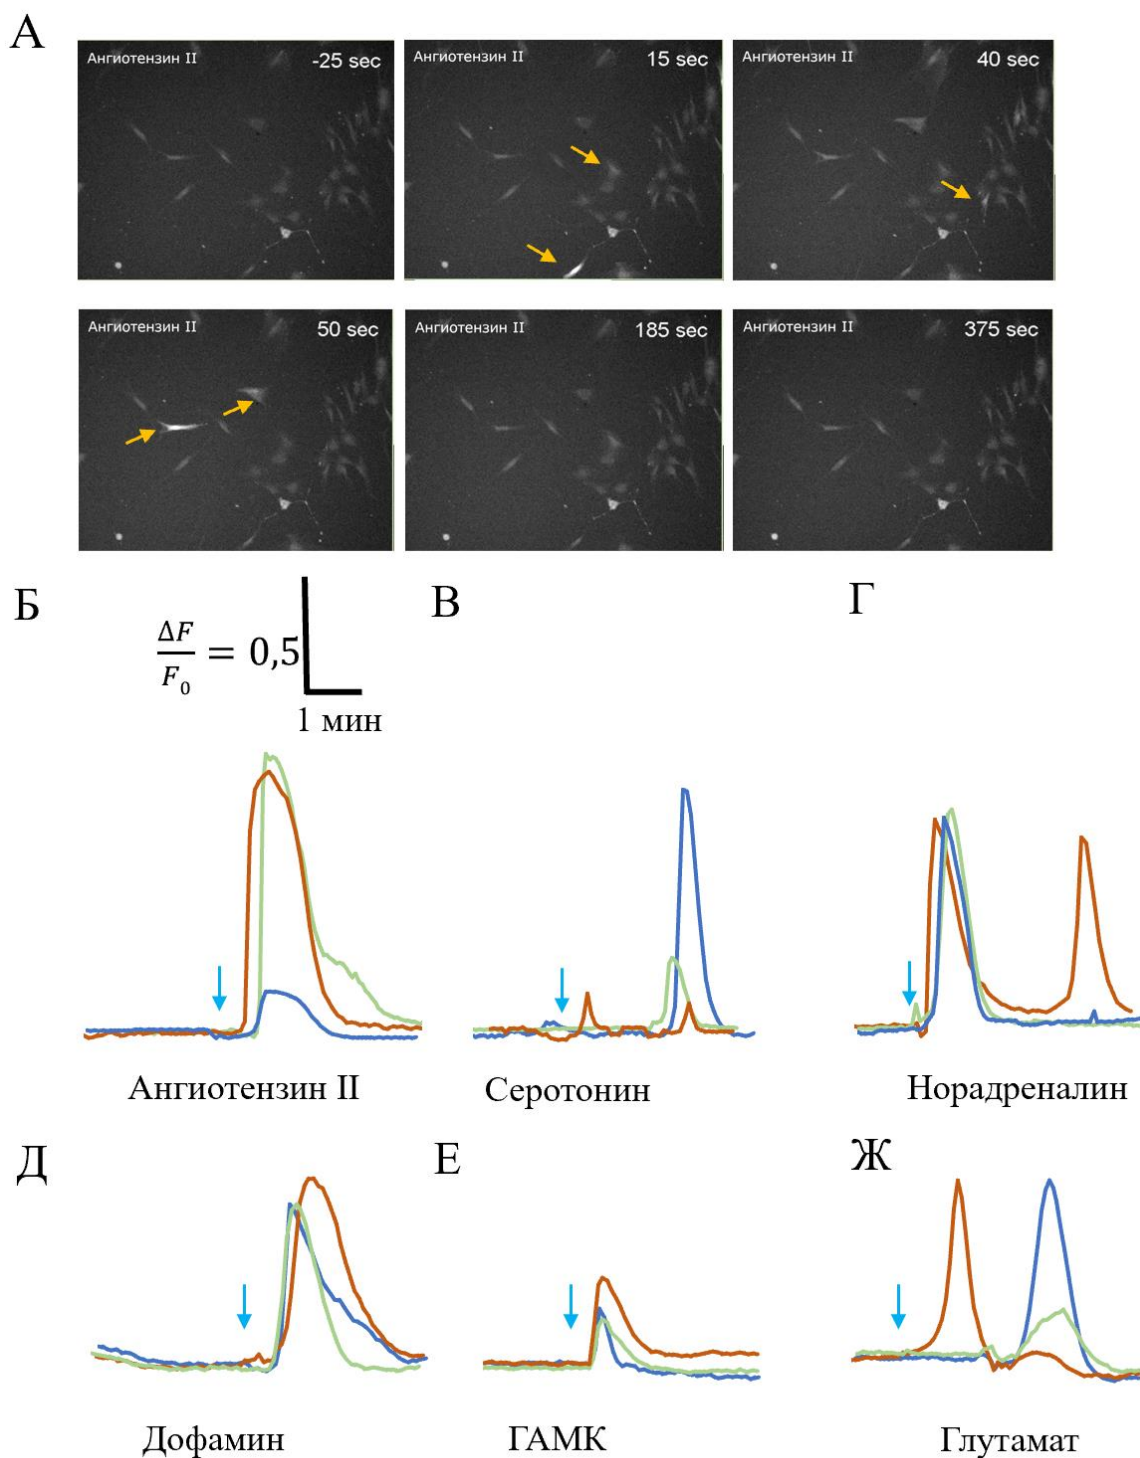 А
Ангиотензин II -25 sec
Ангиотензин II 15 sec
Ангиотензин II 40 sec
Ангиотензин II 50 sec
Ангиотензин II 185 sec
Ангиотензин II 375 sec
Б
В
Г
ΔF/F₀ = 0,5
1 мин
Ангиотензин II
Серотонин
Норадреналин
Д
Е
Ж
Дофамин
ГАМК
Глутамат